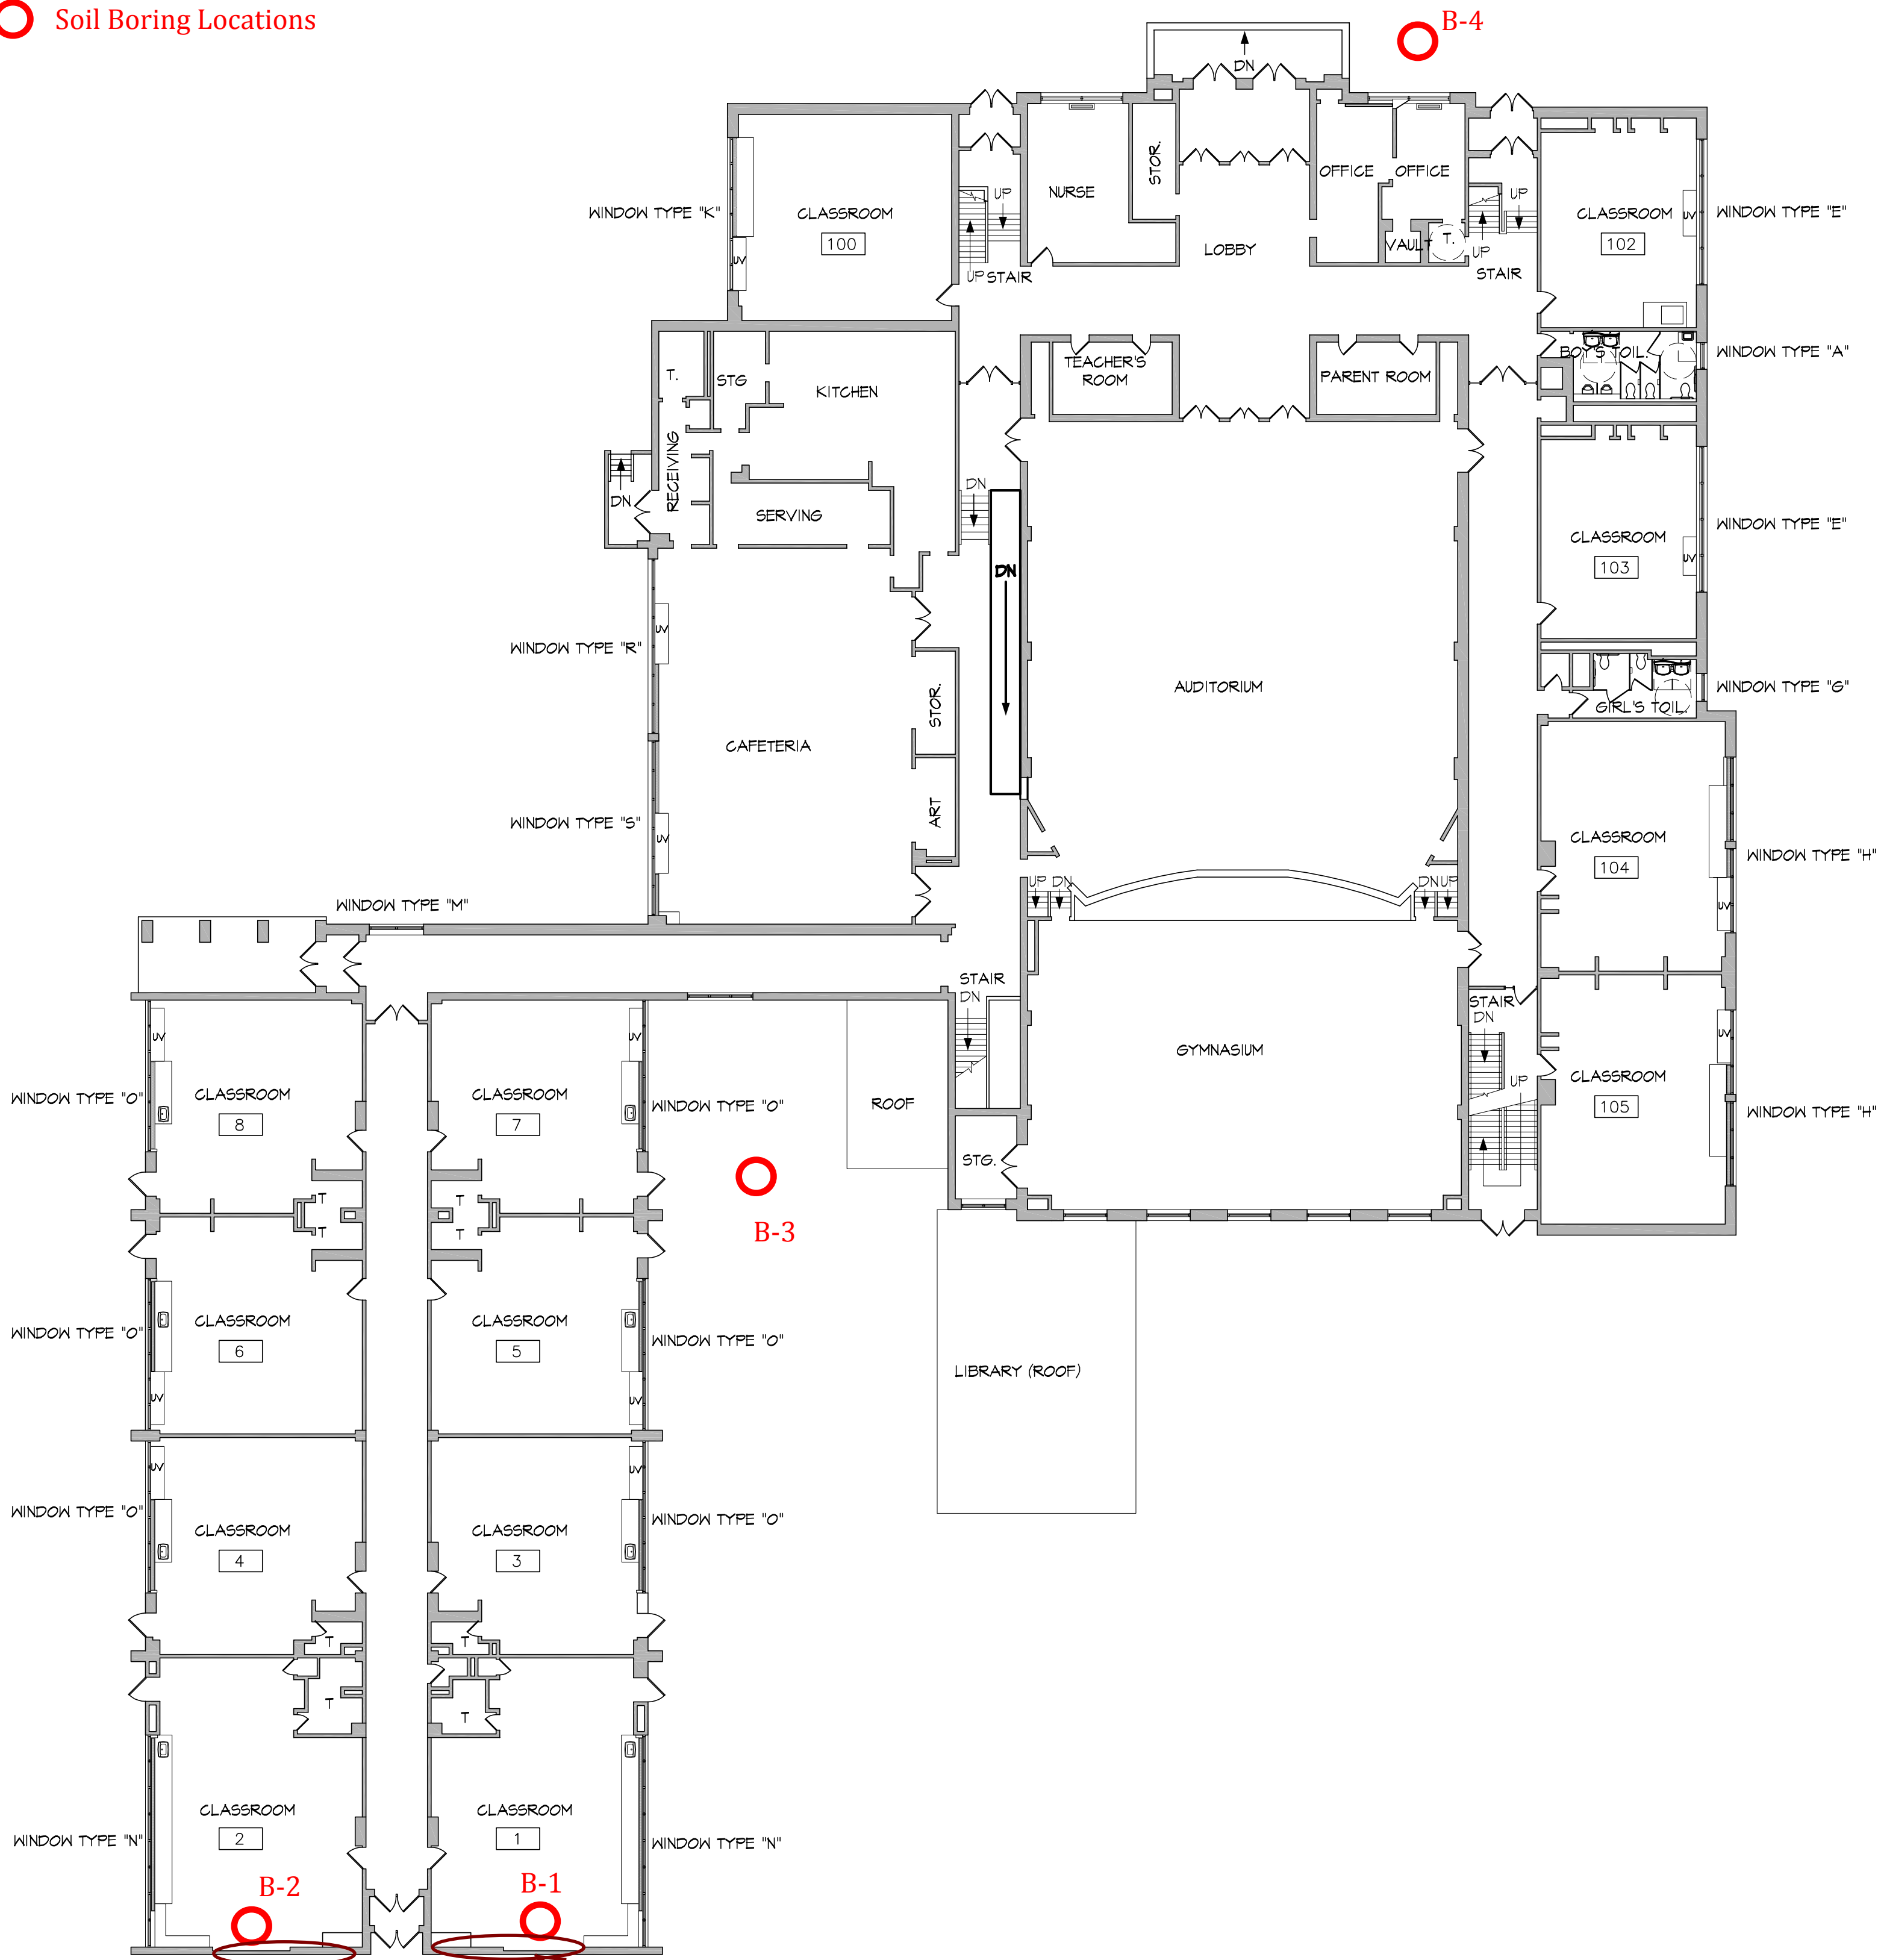 Soil Boring Locations
B-4
DN
STOR.
OFFICE
OFFICE
NURSE
UP
UP
WINDOW TYPE "K"
CLASSROOM
100
UV
CLASSROOM
102
UV
WINDOW TYPE "E"
LOBBY
VAULT
T.
UP
STAIR
UP
STAIR
BOY'S TOIL.
WINDOW TYPE "A"
TEACHER'S
ROOM
PARENT ROOM
T.
STG
KITCHEN
RECEIVING
DN
SERVING
DN
DN
WINDOW TYPE "E"
CLASSROOM
103
UV
WINDOW TYPE "R"
UV
AUDITORIUM
STOR.
GIRL'S TOIL.
WINDOW TYPE "G"
CAFETERIA
WINDOW TYPE "S"
UV
ART
CLASSROOM
104
UV
WINDOW TYPE "H"
UP
DN
DN
UP
WINDOW TYPE "M"
STAIR
DN
STAIR
DN
UP
GYMNASIUM
CLASSROOM
105
UV
WINDOW TYPE "H"
WINDOW TYPE "O"
UV
CLASSROOM
8
CLASSROOM
7
UV
WINDOW TYPE "O"
ROOF
STG.
T
T
T
T
B-3
WINDOW TYPE "O"
CLASSROOM
6
UV
CLASSROOM
5
UV
WINDOW TYPE "O"
LIBRARY (ROOF)
WINDOW TYPE "O"
UV
CLASSROOM
4
CLASSROOM
3
UV
WINDOW TYPE "O"
T
T
T
T
WINDOW TYPE "N"
CLASSROOM
2
CLASSROOM
1
WINDOW TYPE "N"
B-2
B-1